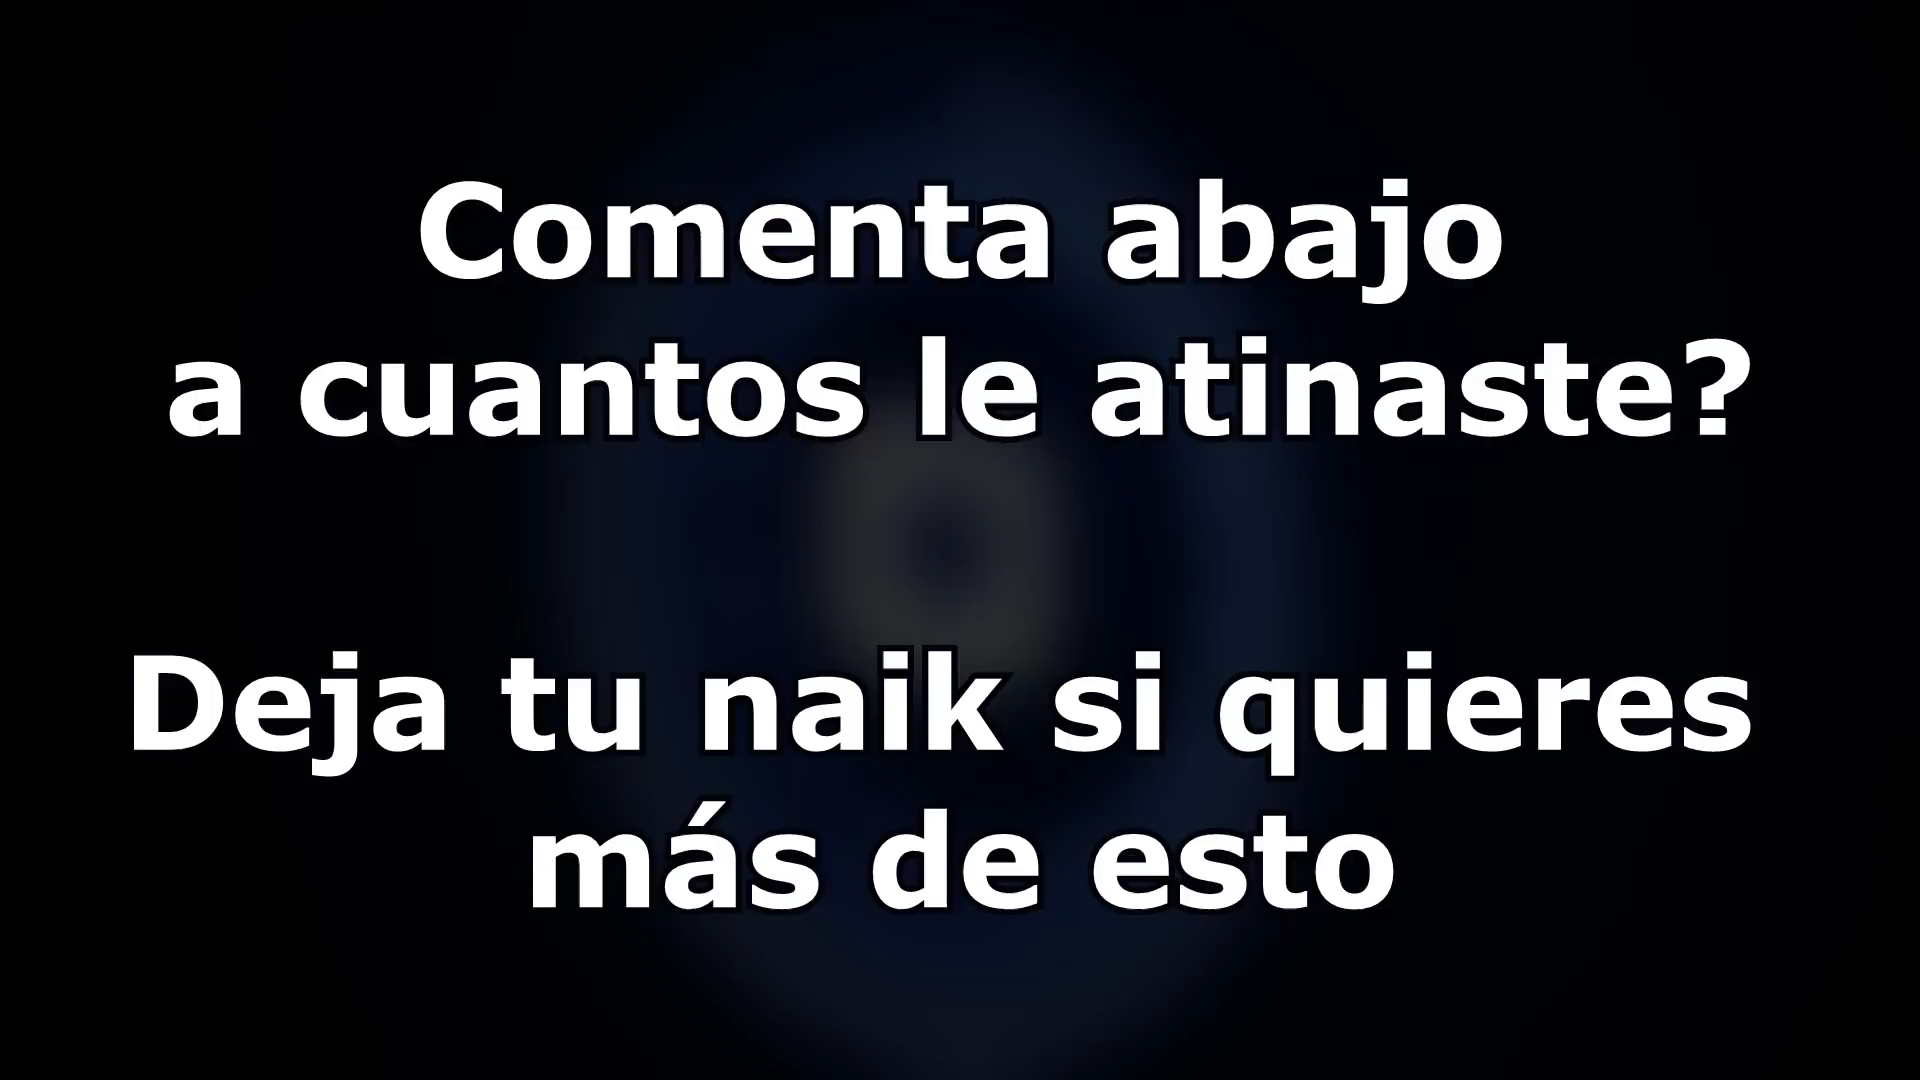 Comenta abajo
a cuantos le atinaste?
Deja tu naik si quieres
más de esto